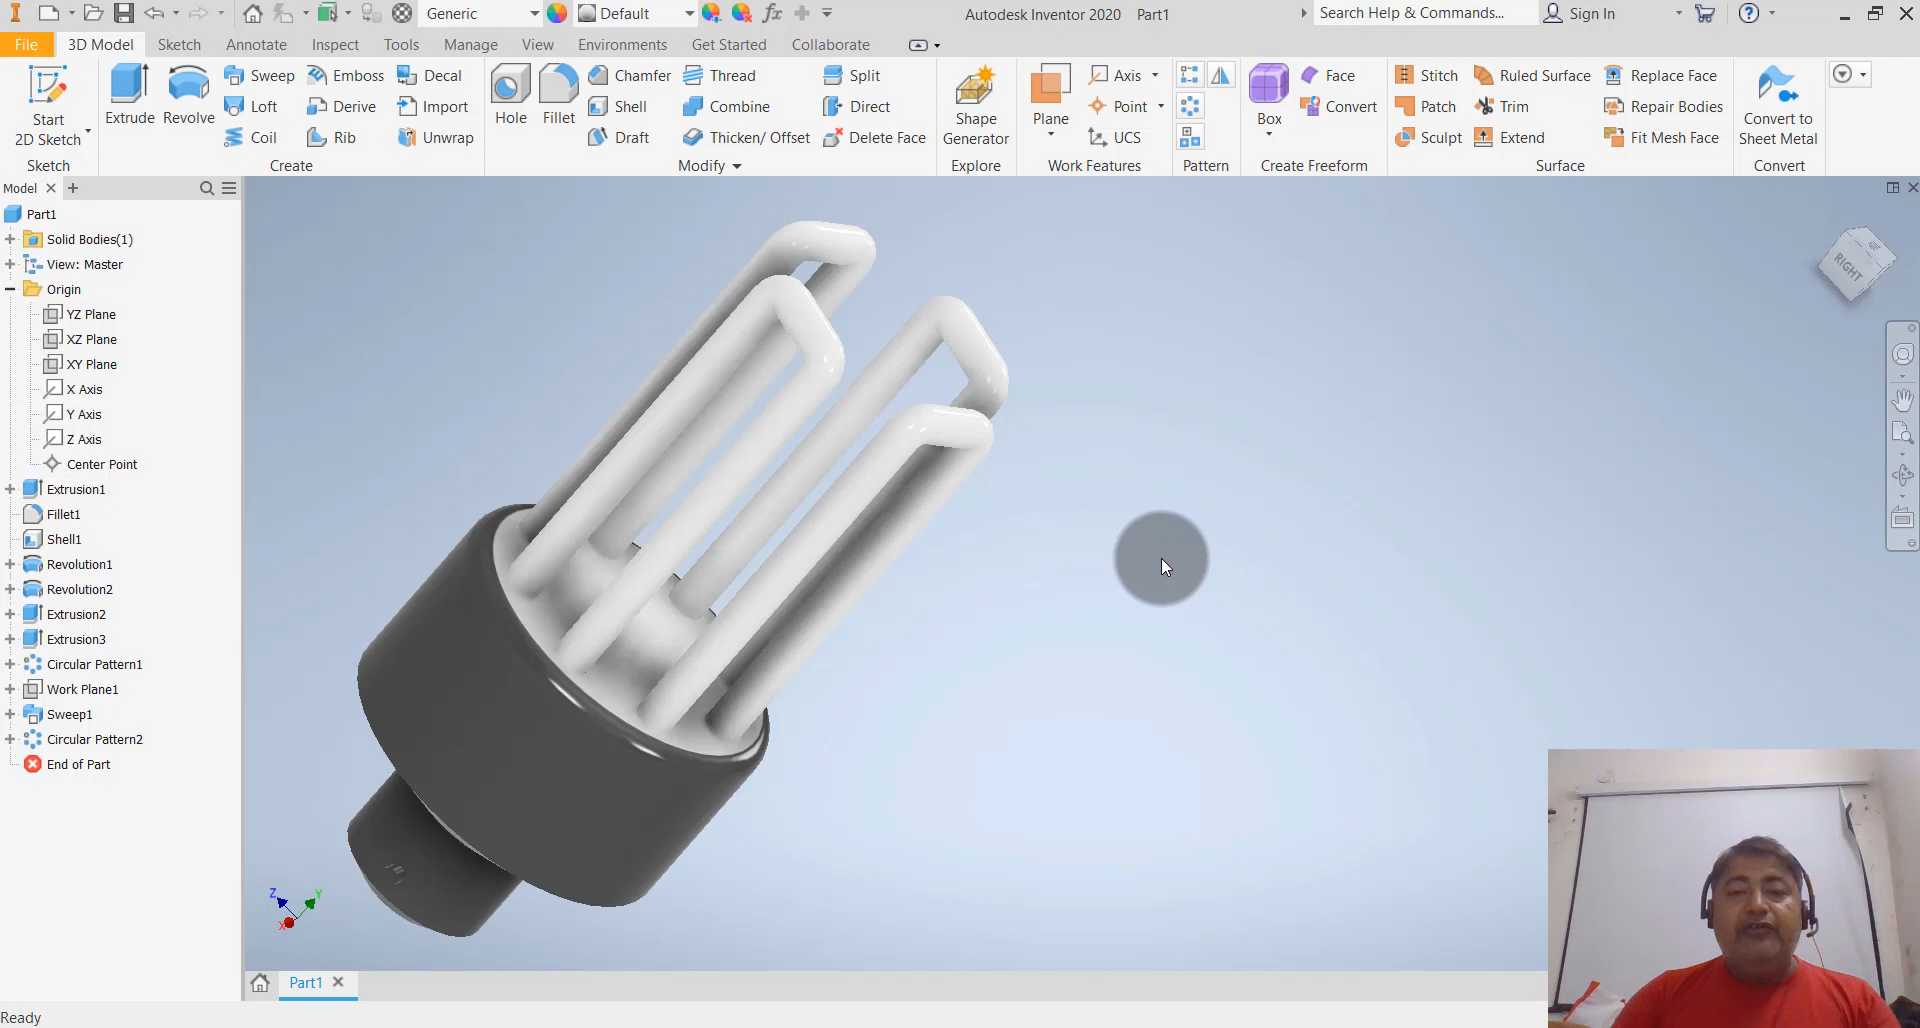 Generic
Default
fx
Autodesk Inventor 2020 Part1
Search Help & Commands...
Sign In
File 3D Model Sketch Annotate Inspect Tools Manage View Environments Get Started Collaborate
Start
2D Sketch
Sketch
Extrude
Revolve
Sweep Emboss Decal
Loft Derive Import
Coil Rib Unwrap
Create
Hole
Fillet
Chamfer Thread Split
Shell Combine Direct
Draft Thicken/ Offset Delete Face
Modify
Shape
Generator
Explore
Plane
Axis
Point
UCS
Work Features
Pattern
Box
Face
Convert
Create Freeform
Stitch Ruled Surface Replace Face
Patch Trim Repair Bodies
Sculpt Extend Fit Mesh Face
Surface
Convert to
Sheet Metal
Convert
Model
Part1
Solid Bodies(1)
View: Master
Origin
YZ Plane
XZ Plane
XY Plane
X Axis
Y Axis
Z Axis
Center Point
Extrusion1
Fillet1
Shell1
Revolution1
Revolution2
Extrusion2
Extrusion3
Circular Pattern1
Work Plane1
Sweep1
Circular Pattern2
End of Part
RIGHT
Z
Y
X
Part1
Ready